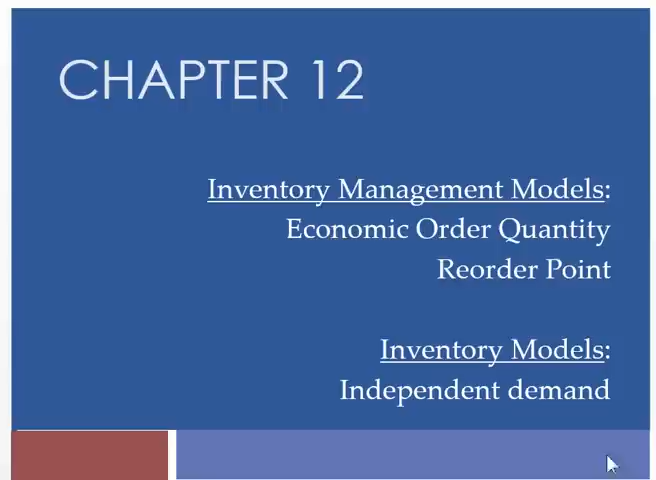 CHAPTER 12
Inventory Management Models:
Economic Order Quantity
Reorder Point
Inventory Models:
Independent demand